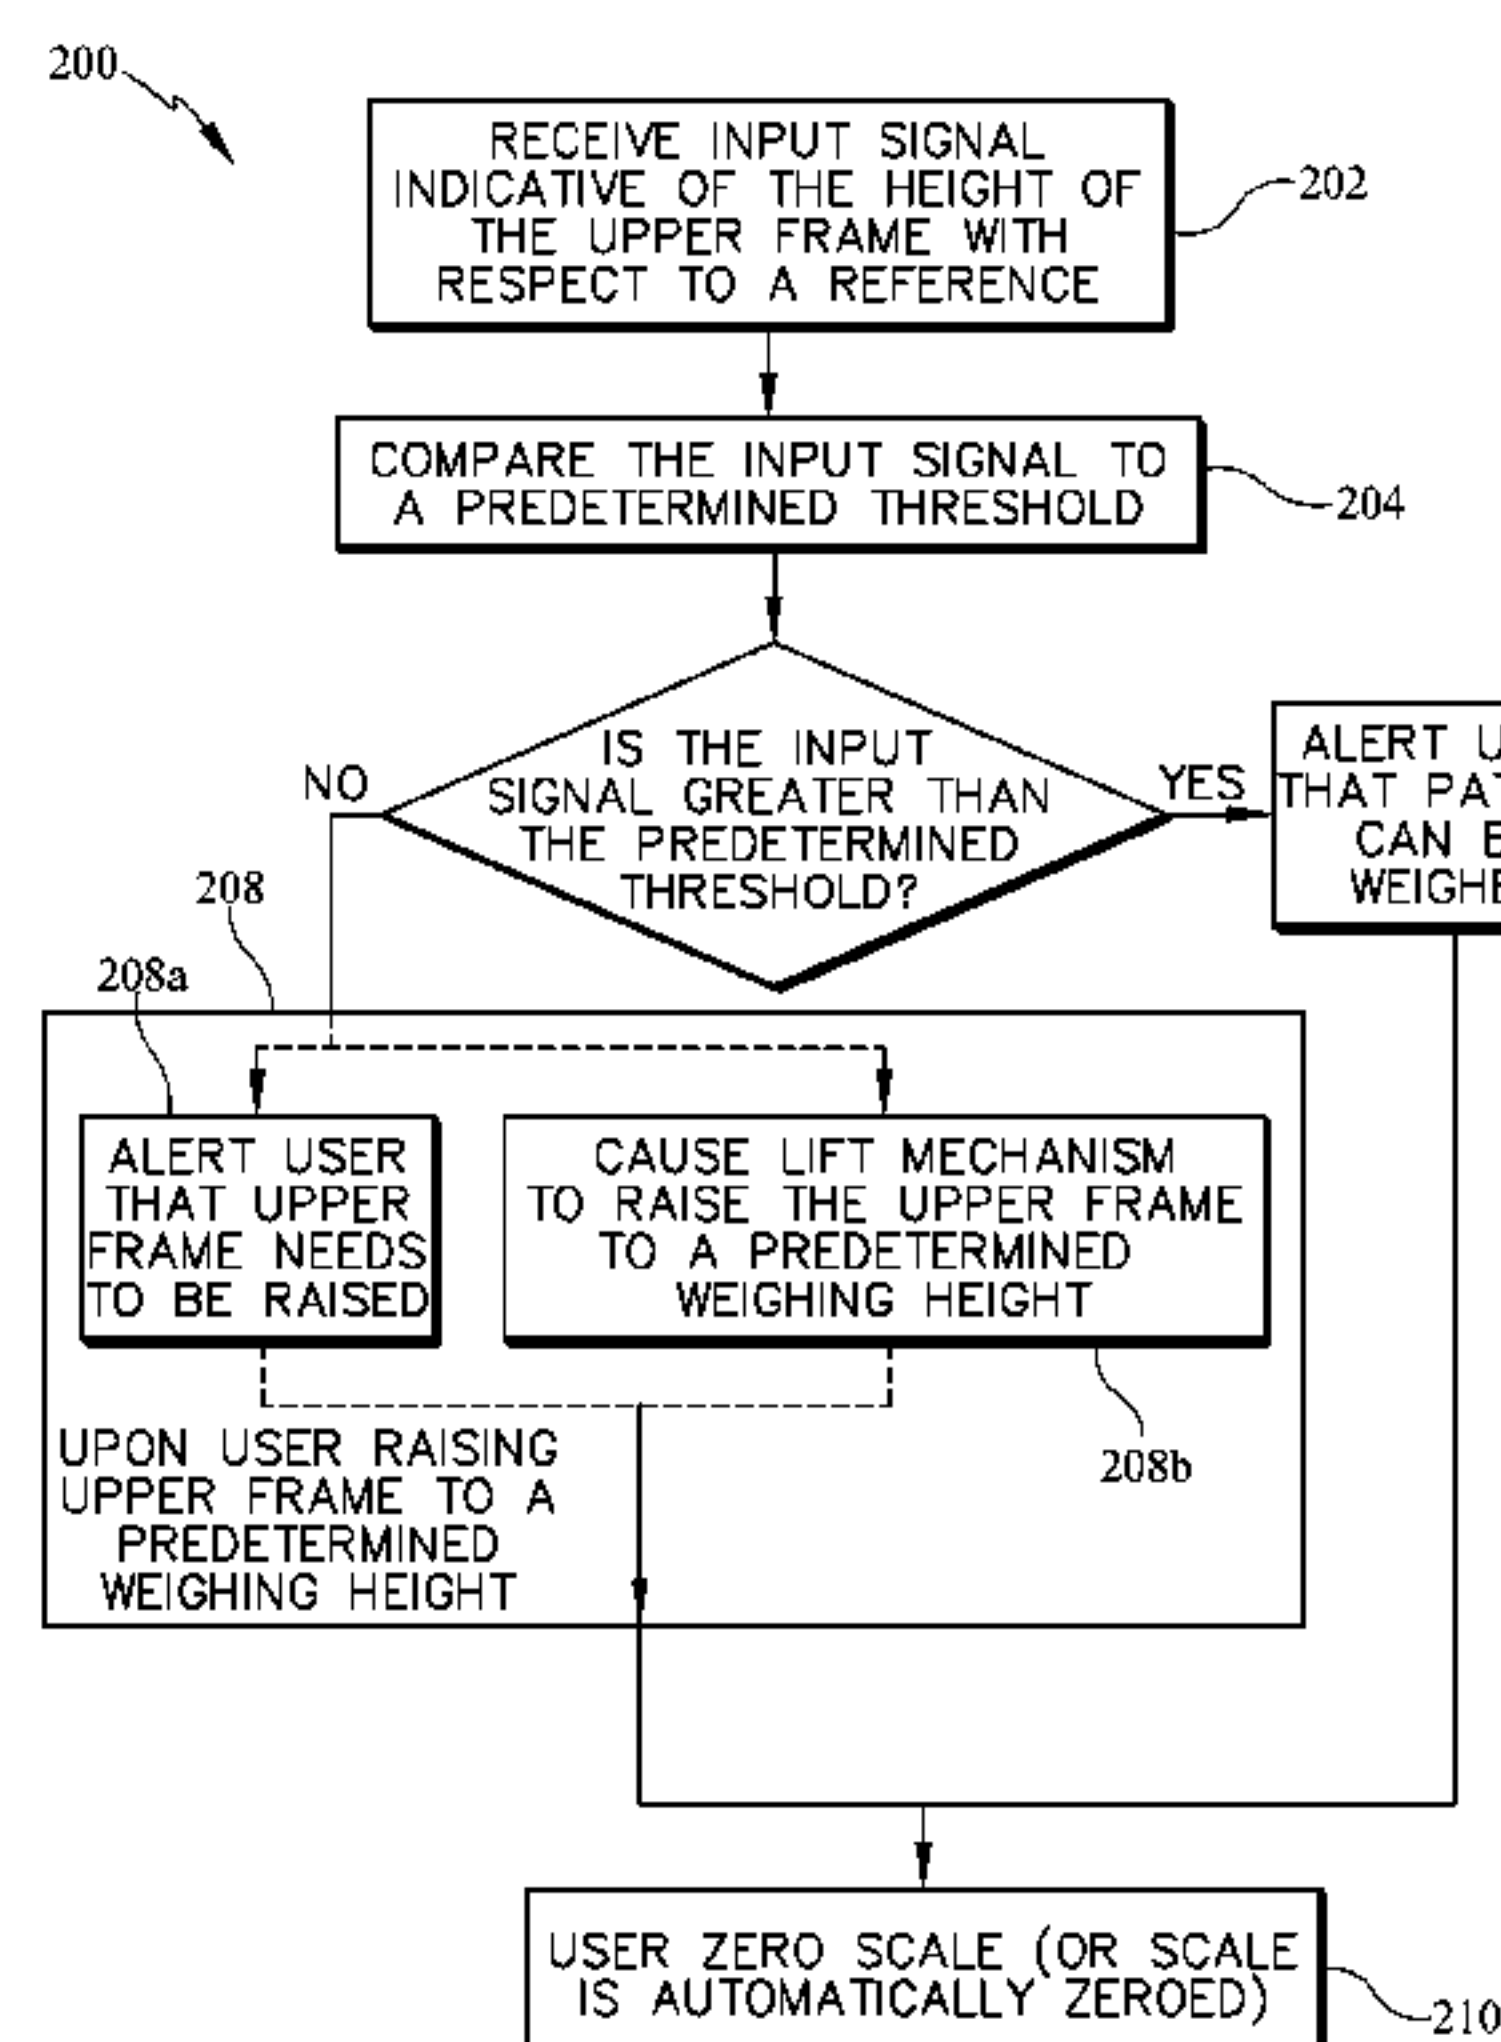 200
RECEIVE INPUT SIGNAL
INDICATIVE OF THE HEIGHT OF
THE UPPER FRAME WITH
RESPECT TO A REFERENCE
202
COMPARE THE INPUT SIGNAL TO
A PREDETERMINED THRESHOLD
204
IS THE INPUT
SIGNAL GREATER THAN
THE PREDETERMINED
THRESHOLD?
NO
YES
ALERT
THAT
CAN
208
208a
ALERT USER
THAT UPPER
FRAME NEEDS
TO BE RAISED
CAUSE LIFT MECHANISM
TO RAISE THE UPPER FRAME
TO A PREDETERMINED
WEIGHING HEIGHT
208b
UPON USER RAISING
UPPER FRAME TO A
PREDETERMINED
WEIGHING HEIGHT
USER ZERO SCALE (OR SCALE
IS AUTOMATICALLY ZEROED)
210